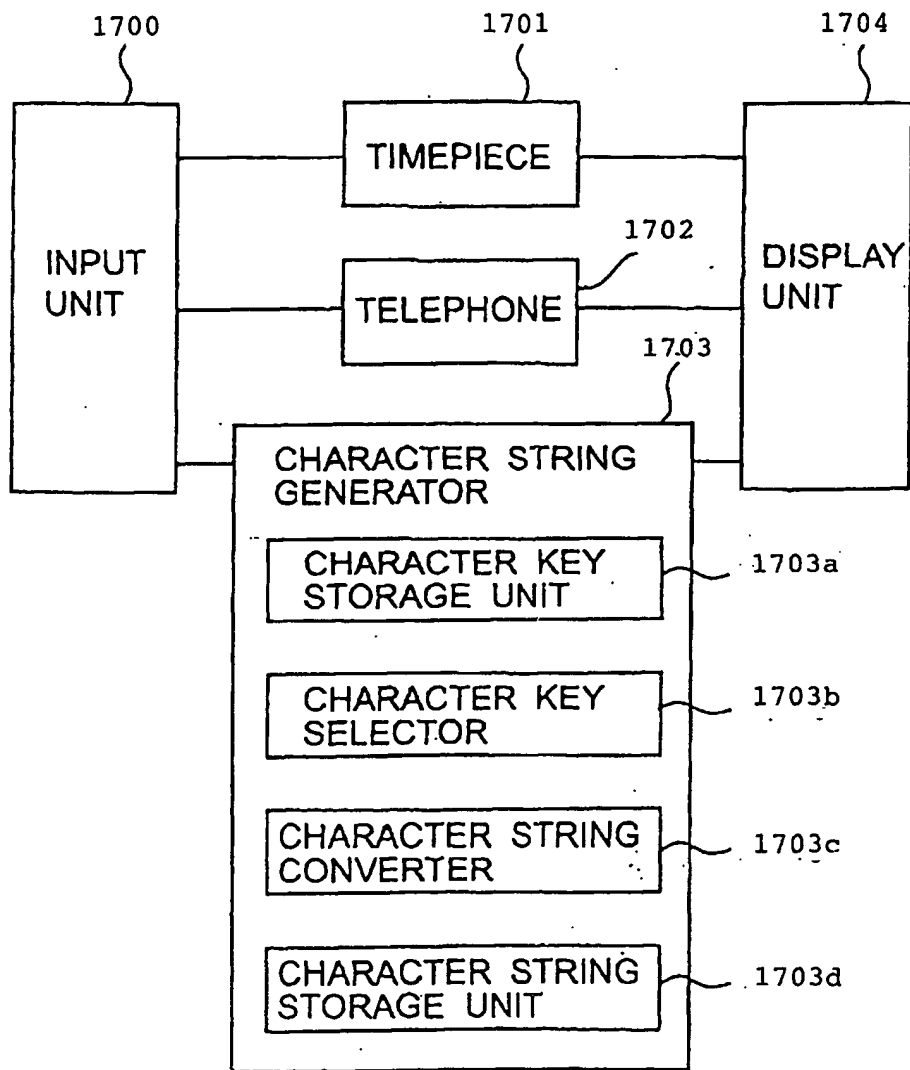 1700
1701
1704
TIMEPIECE
1702
INPUT
UNIT
DISPLAY
UNIT
TELEPHONE
1703
CHARACTER STRING
GENERATOR
CHARACTER KEY
STORAGE UNIT
1703a
CHARACTER KEY
SELECTOR
1703b
CHARACTER STRING
CONVERTER
1703c
CHARACTER STRING
STORAGE UNIT
1703d